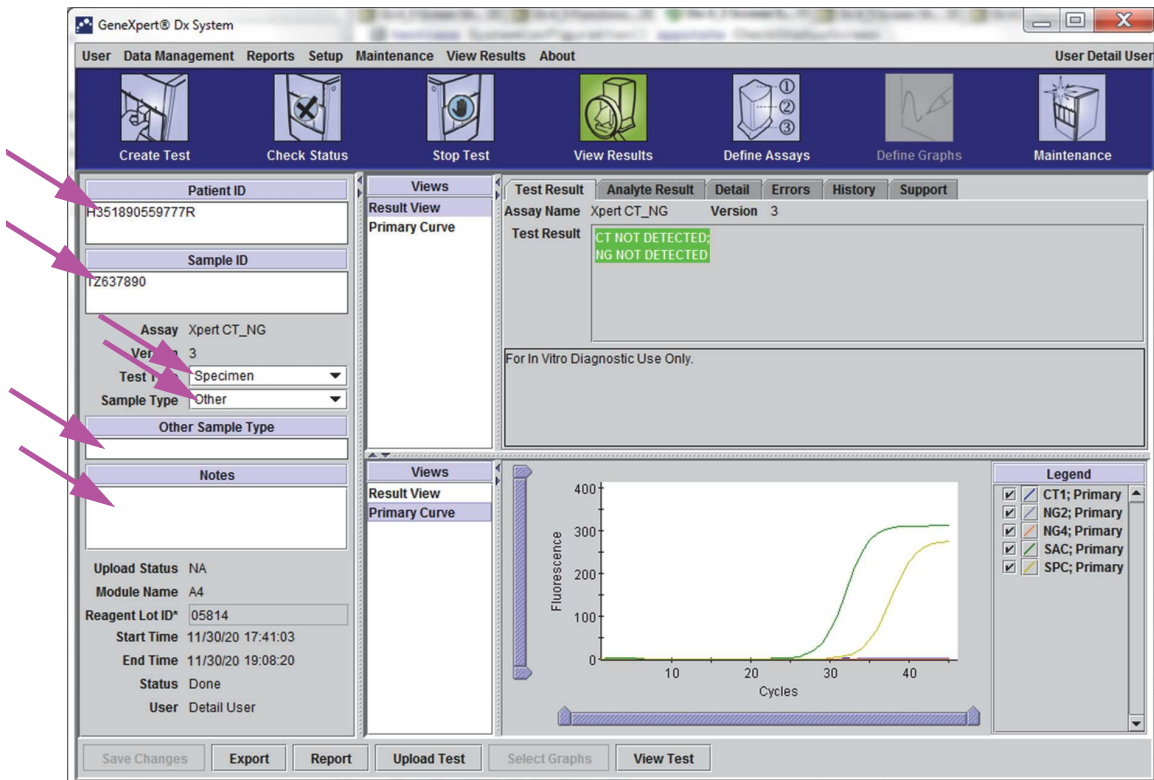 GeneXpert® Dx System
User Data Management Reports Setup Maintenance View Results About User Detail User
Create Test Check Status Stop Test View Results Define Assays Define Graphs Maintenance
Patient ID
H351890559777R
Sample ID
TZ637890
Assay Xpert CT_NG
Version 3
Test Type Specimen
Sample Type Other
Other Sample Type
Notes
Upload Status NA
Module Name A4
Reagent Lot ID* 05814
Start Time 11/30/20 17:41:03
End Time 11/30/20 19:08:20
Status Done
User Detail User
Views
Result View
Primary Curve
Test Result Analyte Result Detail Errors History Support
Assay Name Xpert CT_NG Version 3
Test Result CT NOT DETECTED;
NG NOT DETECTED
For In Vitro Diagnostic Use Only.
Views
Result View
Primary Curve
Fluorescence
400
300
200
100
0
10 20 30 40
Cycles
Legend
CT1; Primary
NG2; Primary
NG4; Primary
SAC; Primary
SPC; Primary
Save Changes Export Report Upload Test Select Graphs View Test